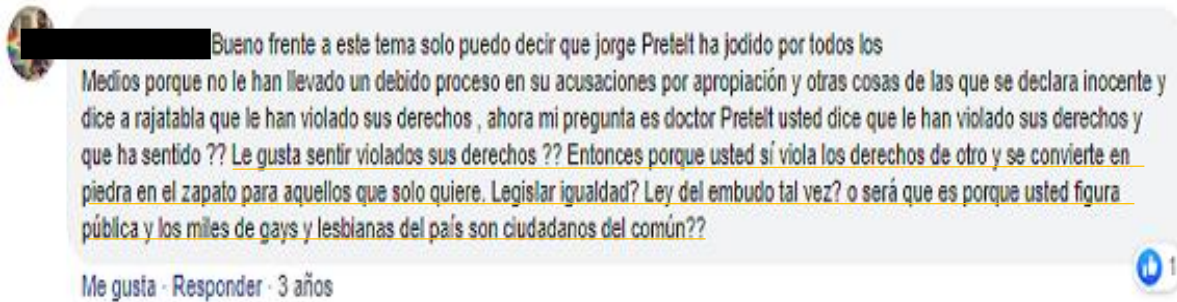 Bueno frente a este tema solo puedo decir que jorge Pretelt ha jodido por todos los
Medios porque no le han llevado un debido proceso en su acusaciones por apropiación y otras cosas de las que se declara inocente y
dice a rajatabla que le han violado sus derechos , ahora mi pregunta es doctor Pretelt usted dice que le han violado sus derechos y
que ha sentido ?? Le gusta sentir violados sus derechos ?? Entonces porque usted sí viola los derechos de otro y se convierte en
piedra en el zapato para aquellos que solo quiere. Legislar igualdad? Ley del embudo tal vez? o será que es porque usted figura
pública y los miles de gays y lesbianas del país son ciudadanos del común??
1
Me gusta · Responder · 3 años